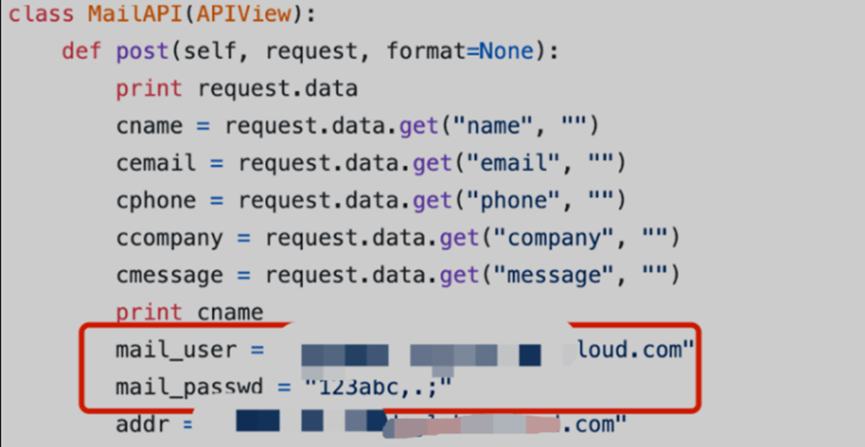 class MailAPI(APIView):
def post(self, request, format=None):
print request.data
cname = request.data.get("name", "")
cemail = request.data.get("email", "")
cphone = request.data.get("phone", "")
ccompany = request.data.get("company", "")
cmessage = request.data.get("message", "")
print cname
mail_user = loud.com"
mail_passwd = "123abc,.;"
addr = .com"